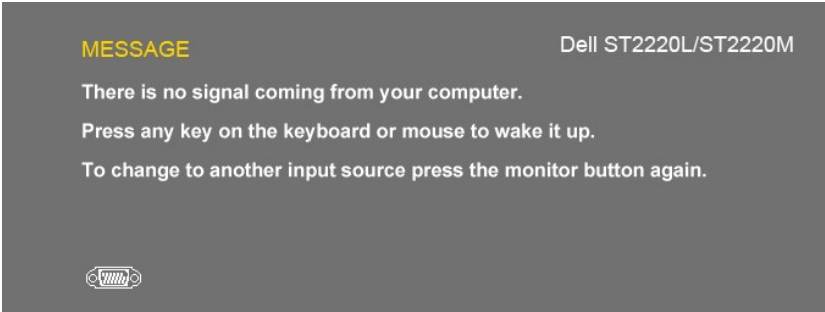 MESSAGE
Dell ST2220L/ST2220M
There is no signal coming from your computer.
Press any key on the keyboard or mouse to wake it up.
To change to another input source press the monitor button again.